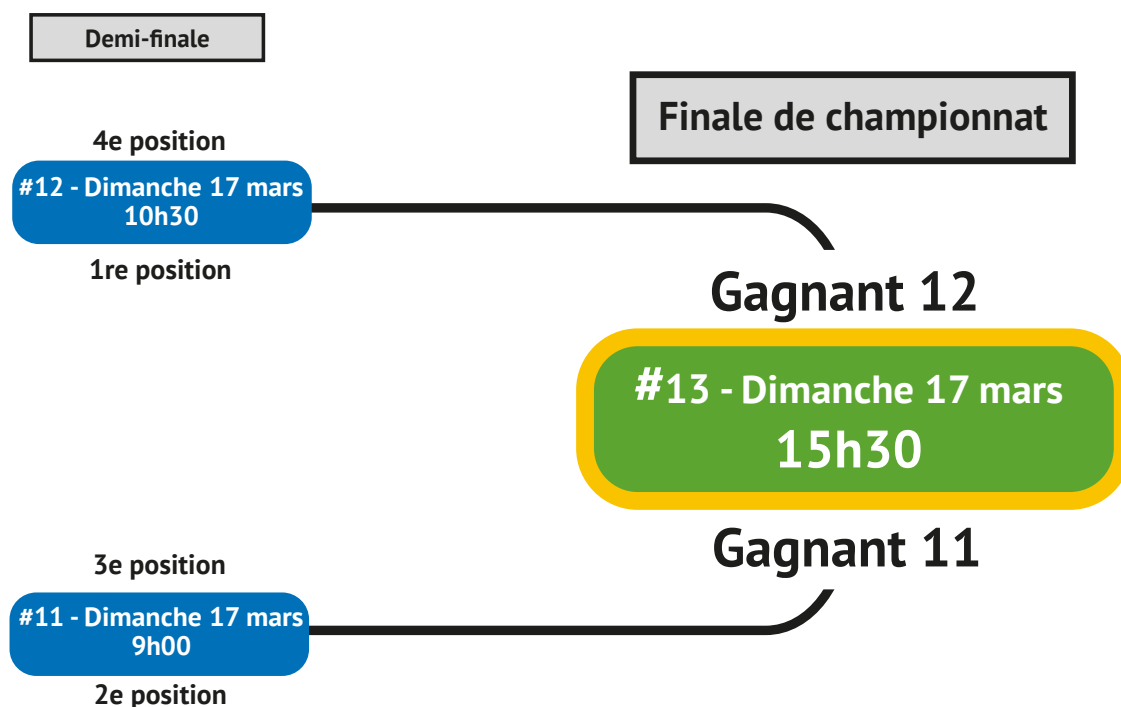 Demi-finale
Finale de championnat
4e position
#12 - Dimanche 17 mars
10h30
1re position
Gagnant 12
#13 - Dimanche 17 mars
15h30
Gagnant 11
3e position
#11 - Dimanche 17 mars
9h00
2e position